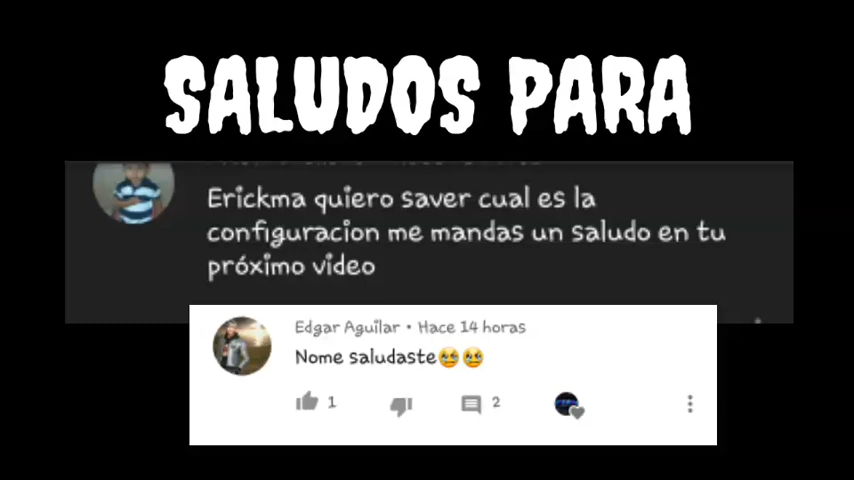 SALUDOS PARA
Erickma quiero saver cual es la
configuracion me mandas un saludo en tu
próximo video
Edgar Aguilar • Hace 14 horas
Nome saludaste😢😢
1
2